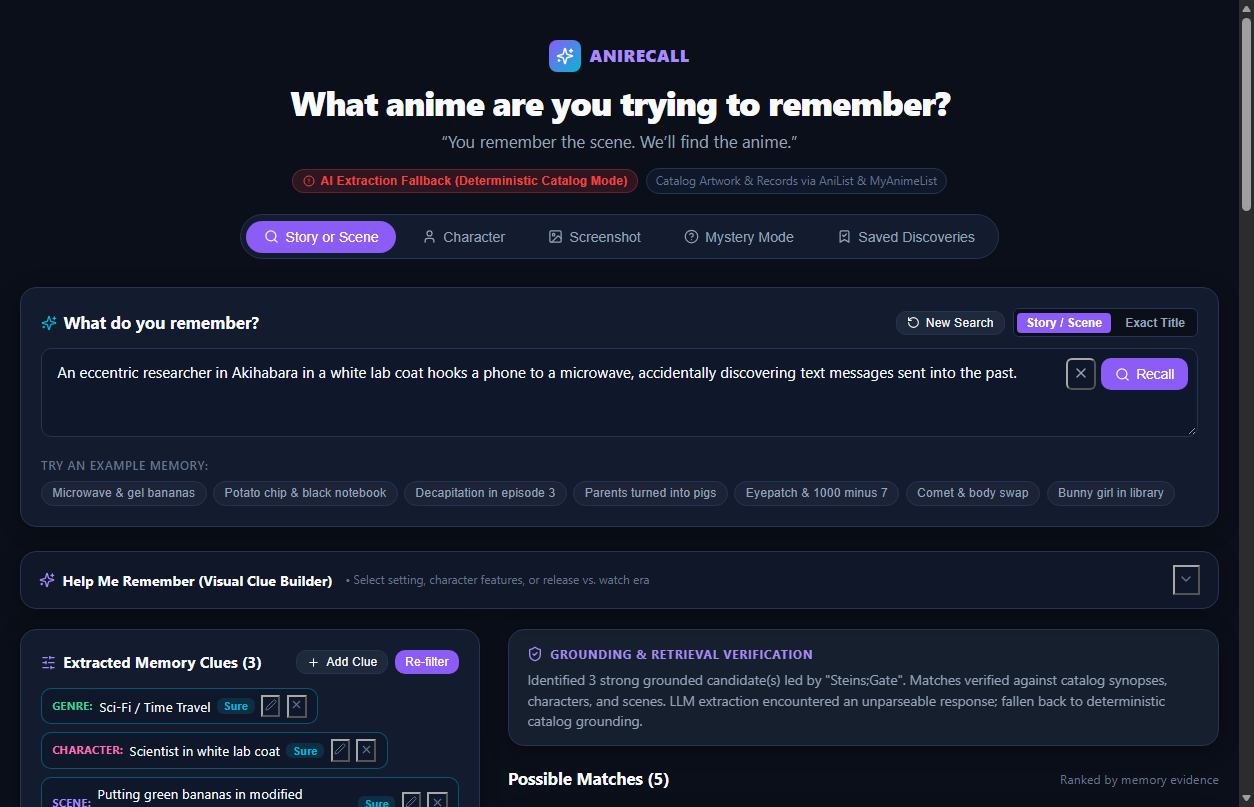 ANIRECALL
What anime are you trying to remember?
“You remember the scene. We’ll find the anime.”
AI Extraction Fallback (Deterministic Catalog Mode)
Catalog Artwork & Records via AniList & MyAnimeList
Story or Scene
Character
Screenshot
Mystery Mode
Saved Discoveries
What do you remember?
New Search
Story / Scene
Exact Title
An eccentric researcher in Akihabara in a white lab coat hooks a phone to a microwave, accidentally discovering text messages sent into the past.
Recall
TRY AN EXAMPLE MEMORY:
Microwave & gel bananas
Potato chip & black notebook
Decapitation in episode 3
Parents turned into pigs
Eyepatch & 1000 minus 7
Comet & body swap
Bunny girl in library
Help Me Remember (Visual Clue Builder)
• Select setting, character features, or release vs. watch era
Extracted Memory Clues (3)
+ Add Clue
Re-filter
GENRE: Sci-Fi / Time Travel Sure
CHARACTER: Scientist in white lab coat Sure
SCENE: Putting green bananas in modified Sure
GROUNDING & RETRIEVAL VERIFICATION
Identified 3 strong grounded candidate(s) led by "Steins;Gate". Matches verified against catalog synopses,
characters, and scenes. LLM extraction encountered an unparseable response; fallen back to deterministic
catalog grounding.
Possible Matches (5)
Ranked by memory evidence